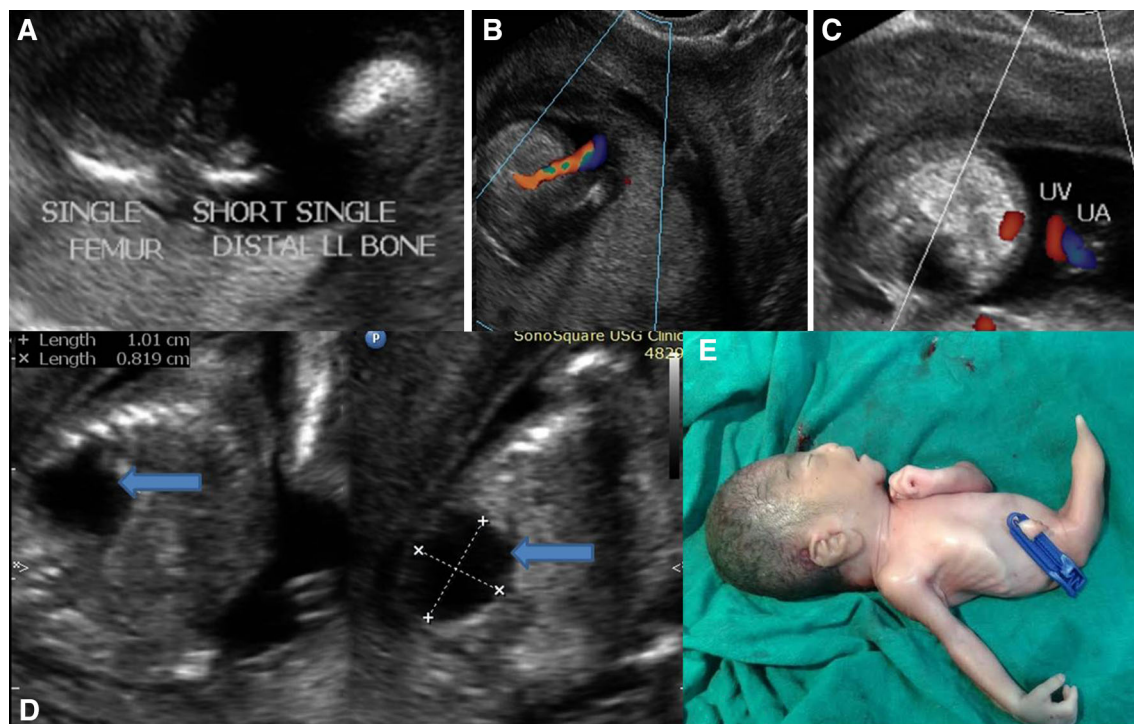 A
SINGLE
FEMUR
SHORT SINGLE
DISTAL LL BONE
B
C
UV
UA
+ Length 1.01 cm
× Length 0.819 cm
P
SonoSquare USG Clinic
4829
D
E